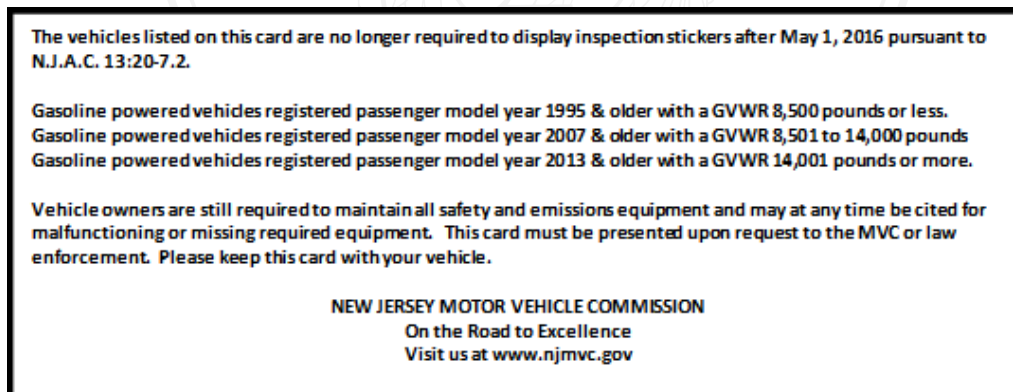 The vehicles listed on this card are no longer required to display inspection stickers after May 1, 2016 pursuant to
N.J.A.C. 13:20-7.2.
Gasoline powered vehicles registered passenger model year 1995 & older with a GVWR 8,500 pounds or less.
Gasoline powered vehicles registered passenger model year 2007 & older with a GVWR 8,501 to 14,000 pounds
Gasoline powered vehicles registered passenger model year 2013 & older with a GVWR 14,001 pounds or more.
Vehicle owners are still required to maintain all safety and emissions equipment and may at any time be cited for
malfunctioning or missing required equipment. This card must be presented upon request to the MVC or law
enforcement. Please keep this card with your vehicle.
NEW JERSEY MOTOR VEHICLE COMMISSION
On the Road to Excellence
Visit us at www.njmvc.gov